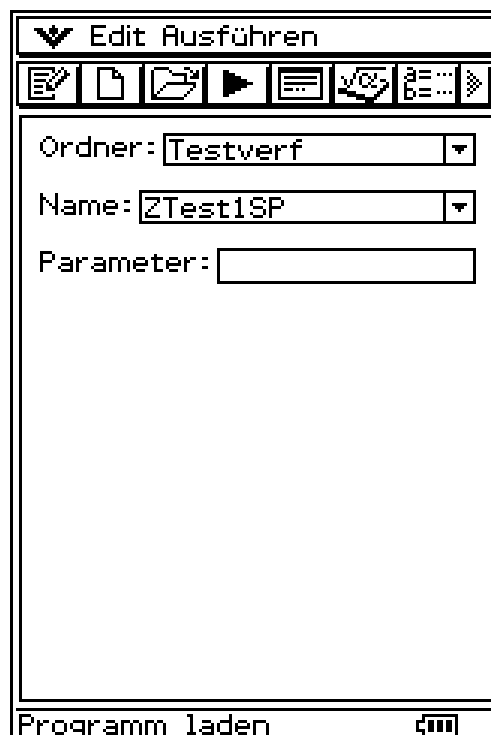 Edit Ausführen
Ordner: Testverf
Name: ZTest1SP
Parameter:
Programm laden